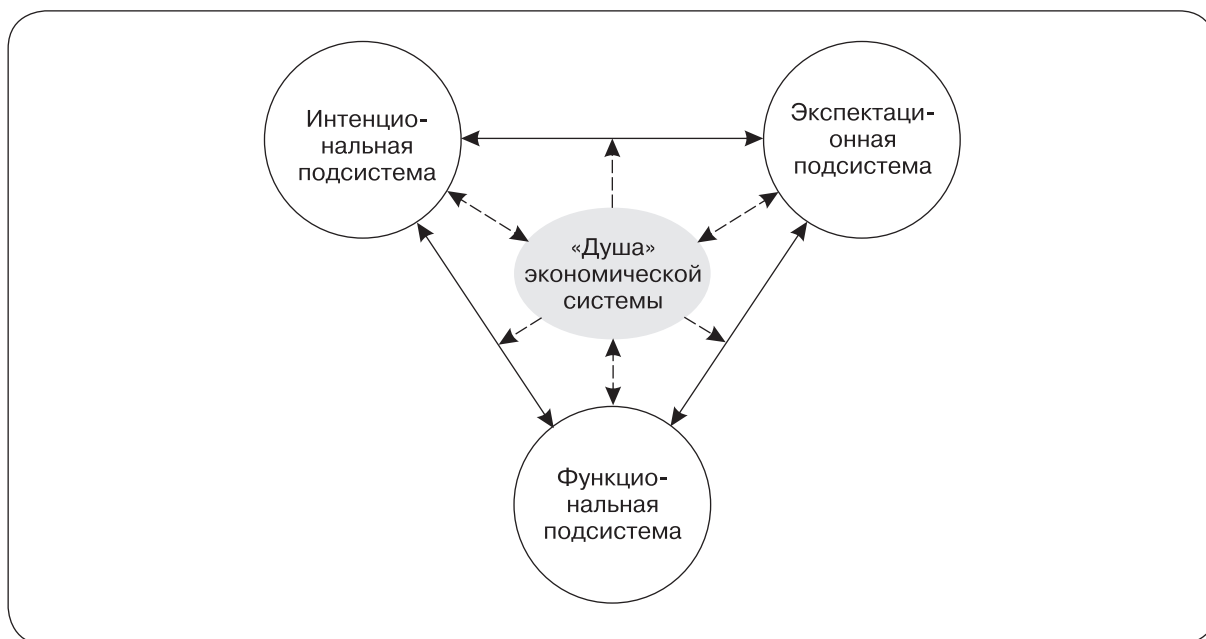 Интенцио-
нальная
подсистема
Экспектаци-
онная
подсистема
«Душа»
экономической
системы
Функцио-
нальная
подсистема